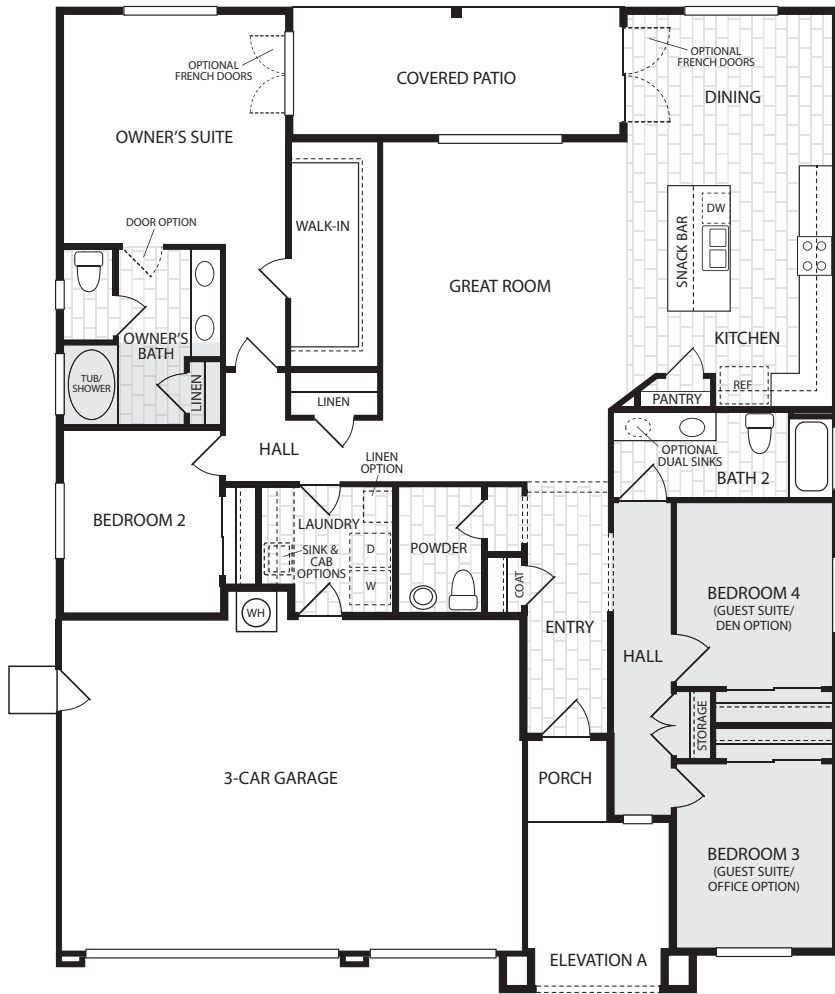 OPTIONAL
FRENCH DOORS
COVERED PATIO
OPTIONAL
FRENCH DOORS
DINING
OWNER'S SUITE
DOOR OPTION
WALK-IN
SNACK BAR
DW
GREAT ROOM
KITCHEN
OWNER'S
BATH
TUB/
SHOWER
LINEN
LINEN
REF
PANTRY
HALL
LINEN
OPTION
OPTIONAL
DUAL SINKS
BATH 2
BEDROOM 2
LAUNDRY
SINK &
CAB
OPTIONS
D
W
POWDER
COAT
WH
ENTRY
HALL
BEDROOM 4
(GUEST SUITE/
DEN OPTION)
STORAGE
3-CAR GARAGE
PORCH
BEDROOM 3
(GUEST SUITE/
OFFICE OPTION)
ELEVATION A